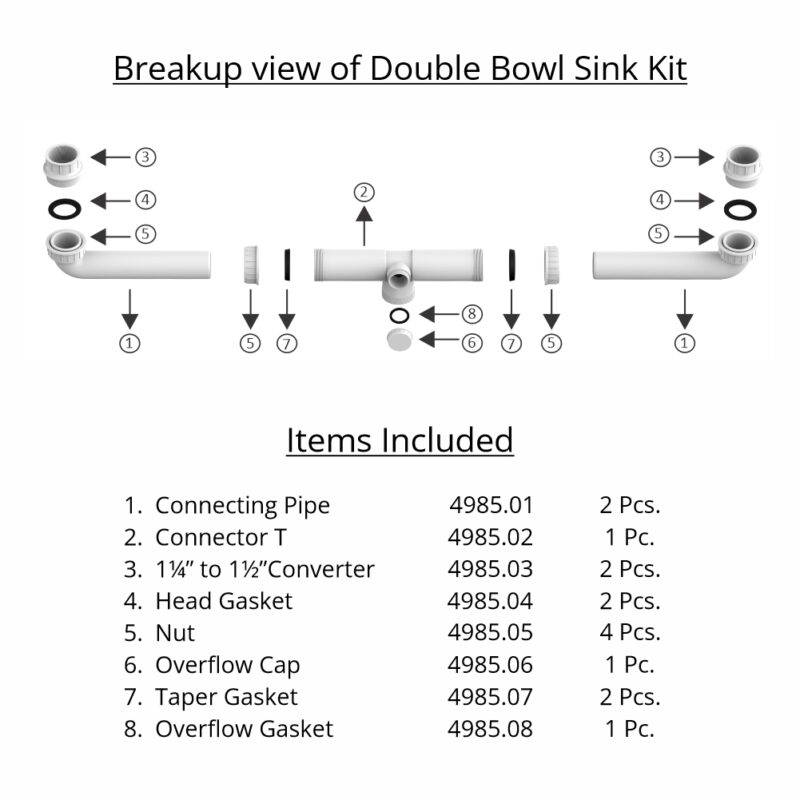 Breakup view of Double Bowl Sink Kit
3 3
4 2 4
5 5
8
1 5 7 6 7 5 1
Items Included
1. Connecting Pipe 4985.01 2 Pcs.
2. Connector T 4985.02 1 Pc.
3. 1¼” to 1½”Converter 4985.03 2 Pcs.
4. Head Gasket 4985.04 2 Pcs.
5. Nut 4985.05 4 Pcs.
6. Overflow Cap 4985.06 1 Pc.
7. Taper Gasket 4985.07 2 Pcs.
8. Overflow Gasket 4985.08 1 Pc.